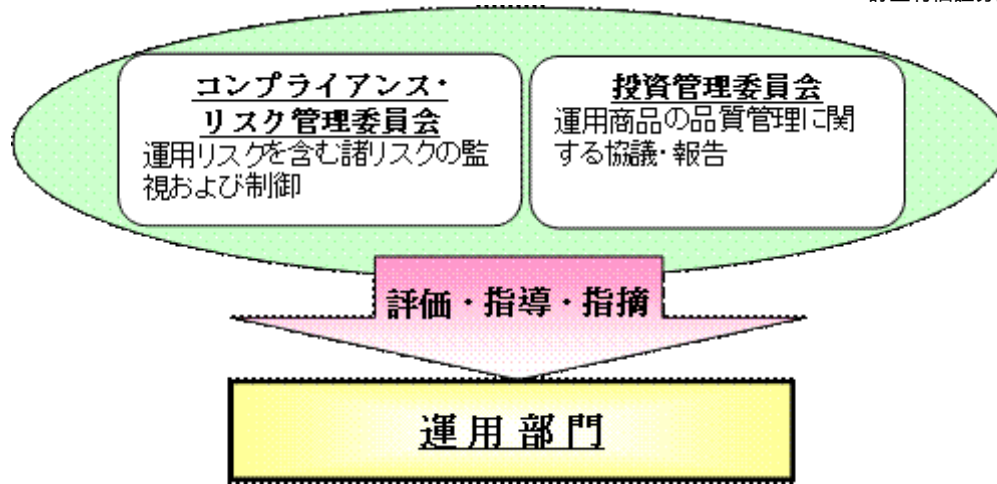 コンプライアンス・
リスク管理委員会
運用リスクを含む諸リスクの監
視および制御
投資管理委員会
運用商品の品質管理に関
する協議・報告
評価・指導・指摘
運用部門